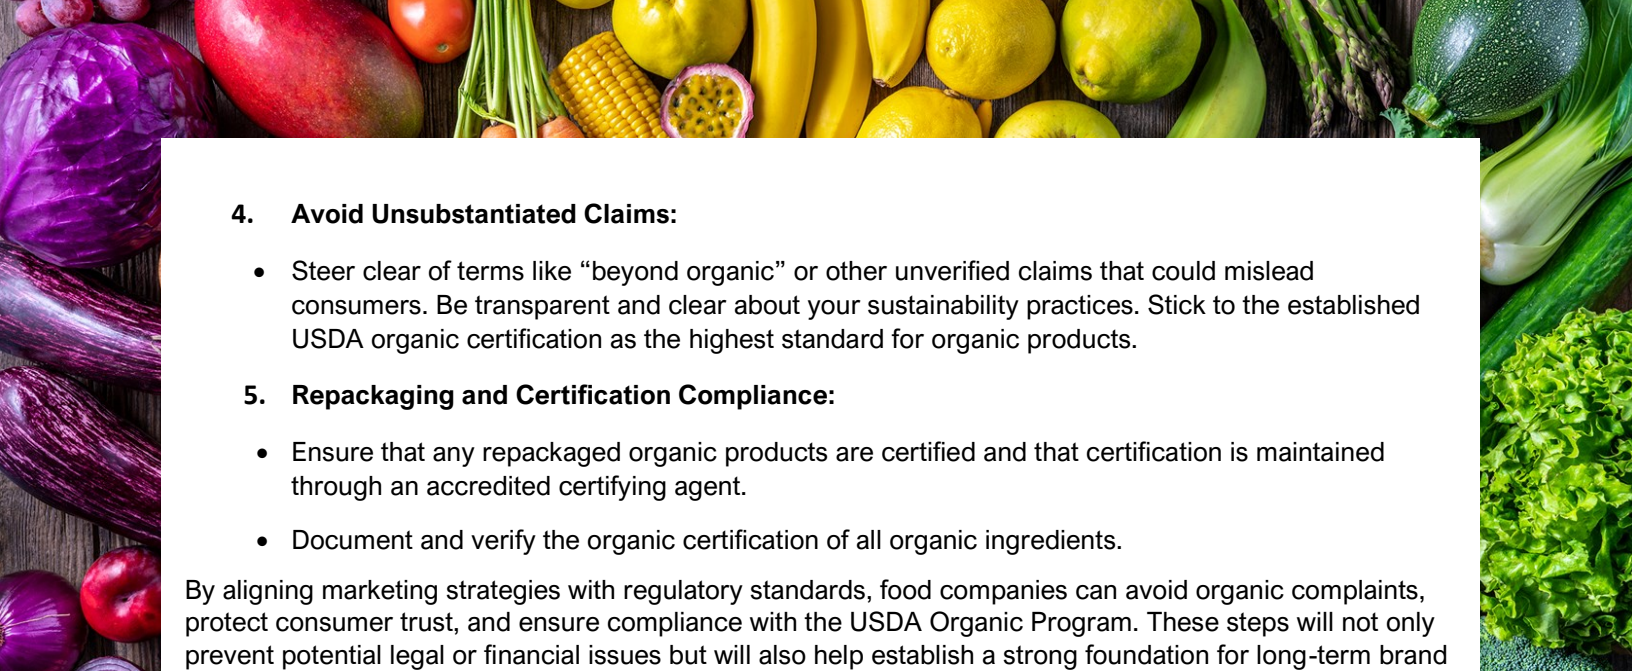 4. Avoid Unsubstantiated Claims:
• Steer clear of terms like “beyond organic” or other unverified claims that could mislead
consumers. Be transparent and clear about your sustainability practices. Stick to the established
USDA organic certification as the highest standard for organic products.
5. Repackaging and Certification Compliance:
• Ensure that any repackaged organic products are certified and that certification is maintained
through an accredited certifying agent.
• Document and verify the organic certification of all organic ingredients.
By aligning marketing strategies with regulatory standards, food companies can avoid organic complaints,
protect consumer trust, and ensure compliance with the USDA Organic Program. These steps will not only
prevent potential legal or financial issues but will also help establish a strong foundation for long-term brand